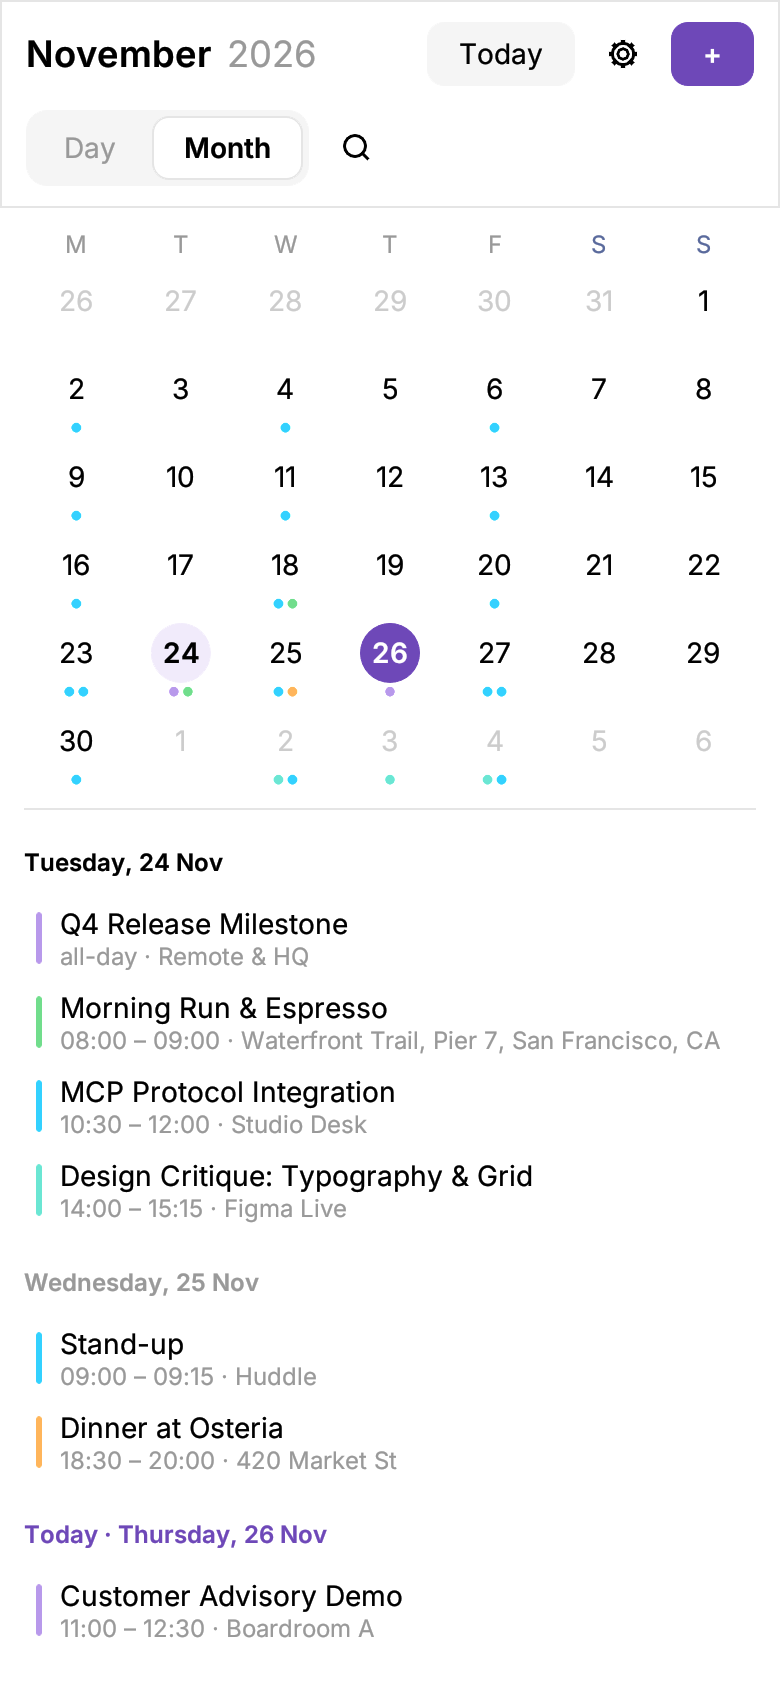 November 2026 Today +
Day Month
M T W T F S S
26 27 28 29 30 31 1
2 3 4 5 6 7 8
9 10 11 12 13 14 15
16 17 18 19 20 21 22
23 24 25 26 27 28 29
30 1 2 3 4 5 6
Tuesday, 24 Nov
Q4 Release Milestone
all-day · Remote & HQ
Morning Run & Espresso
08:00 – 09:00 · Waterfront Trail, Pier 7, San Francisco, CA
MCP Protocol Integration
10:30 – 12:00 · Studio Desk
Design Critique: Typography & Grid
14:00 – 15:15 · Figma Live
Wednesday, 25 Nov
Stand-up
09:00 – 09:15 · Huddle
Dinner at Osteria
18:30 – 20:00 · 420 Market St
Today · Thursday, 26 Nov
Customer Advisory Demo
11:00 – 12:30 · Boardroom A